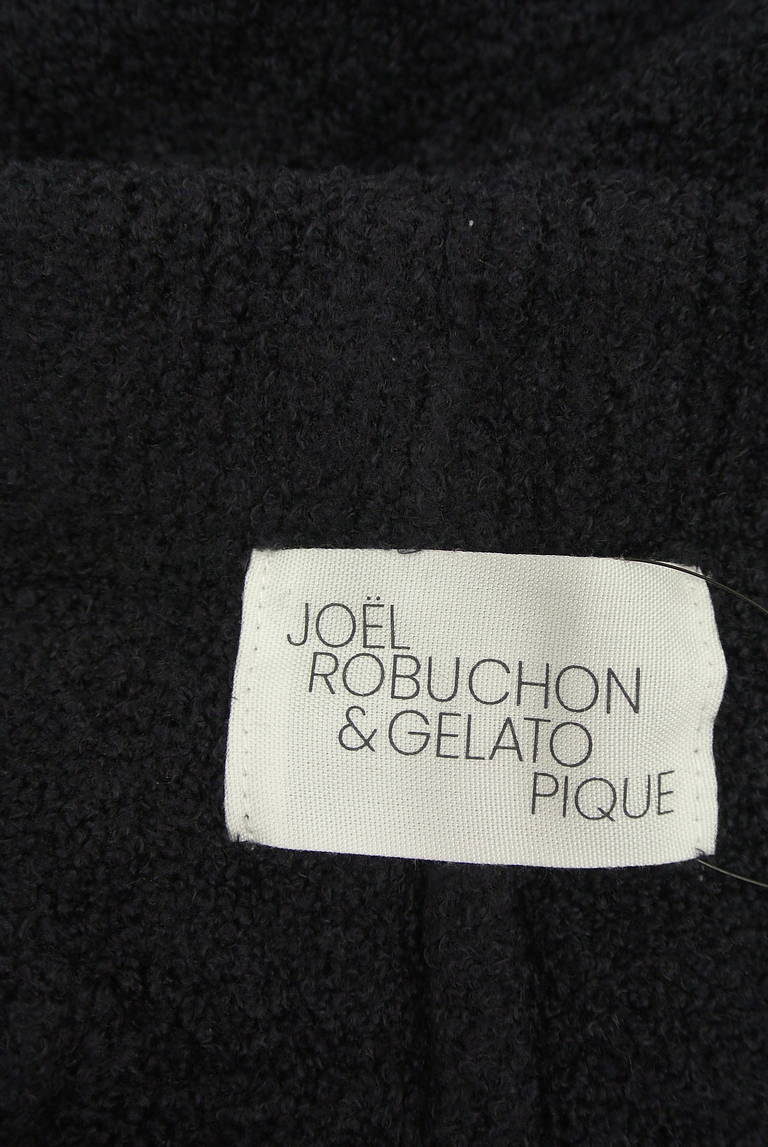 JOËL
ROBUCHON
& GELATO
PIQUE